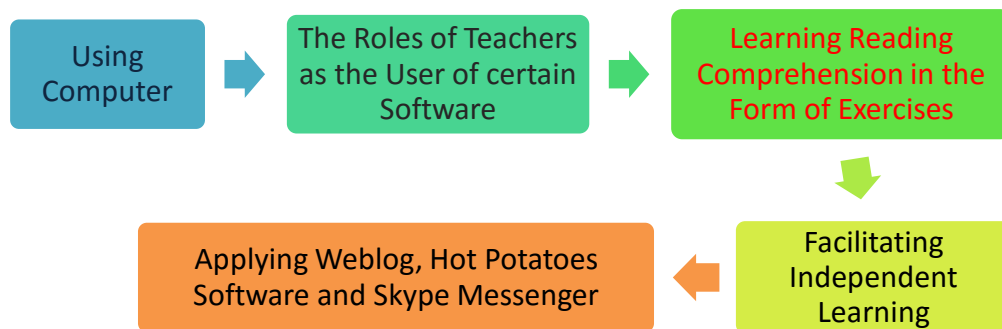 Using
Computer
The Roles of Teachers
as the User of certain
Software
Learning Reading
Comprehension in the
Form of Exercises
Facilitating
Independent
Learning
Applying Weblog, Hot Potatoes
Software and Skype Messenger